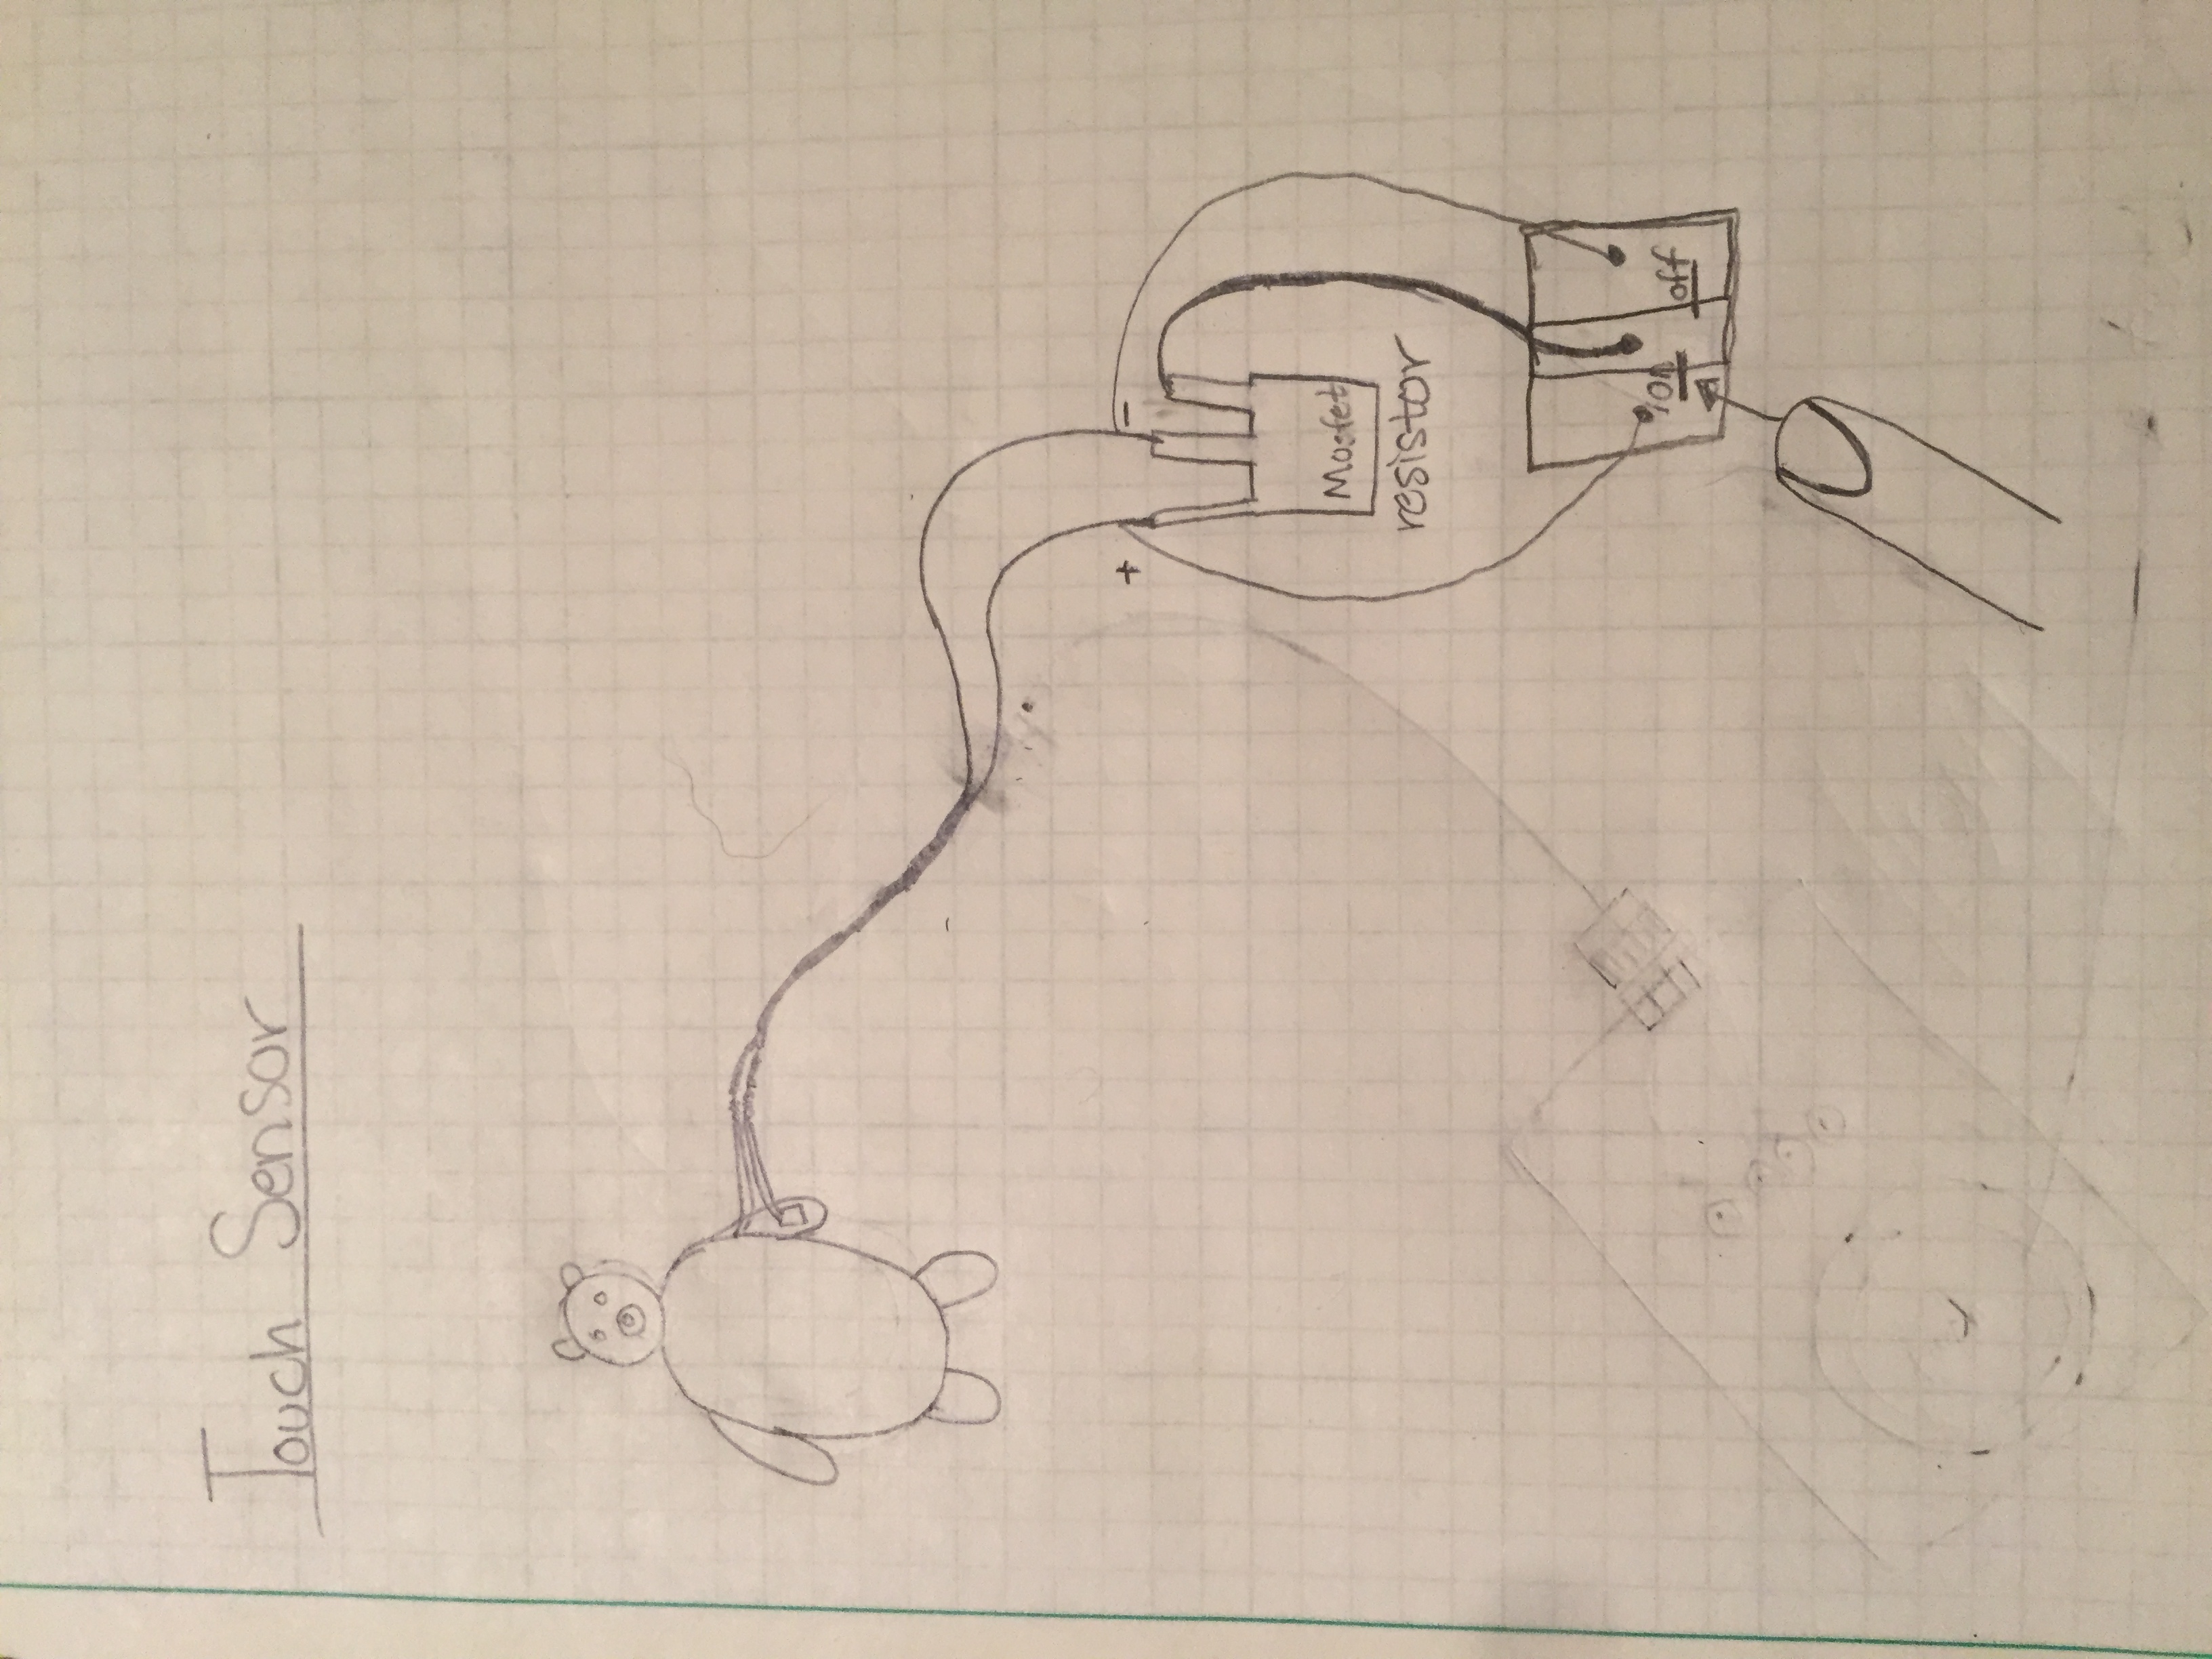 Touch Sensor
+ -
Mosfet
resistor
on off